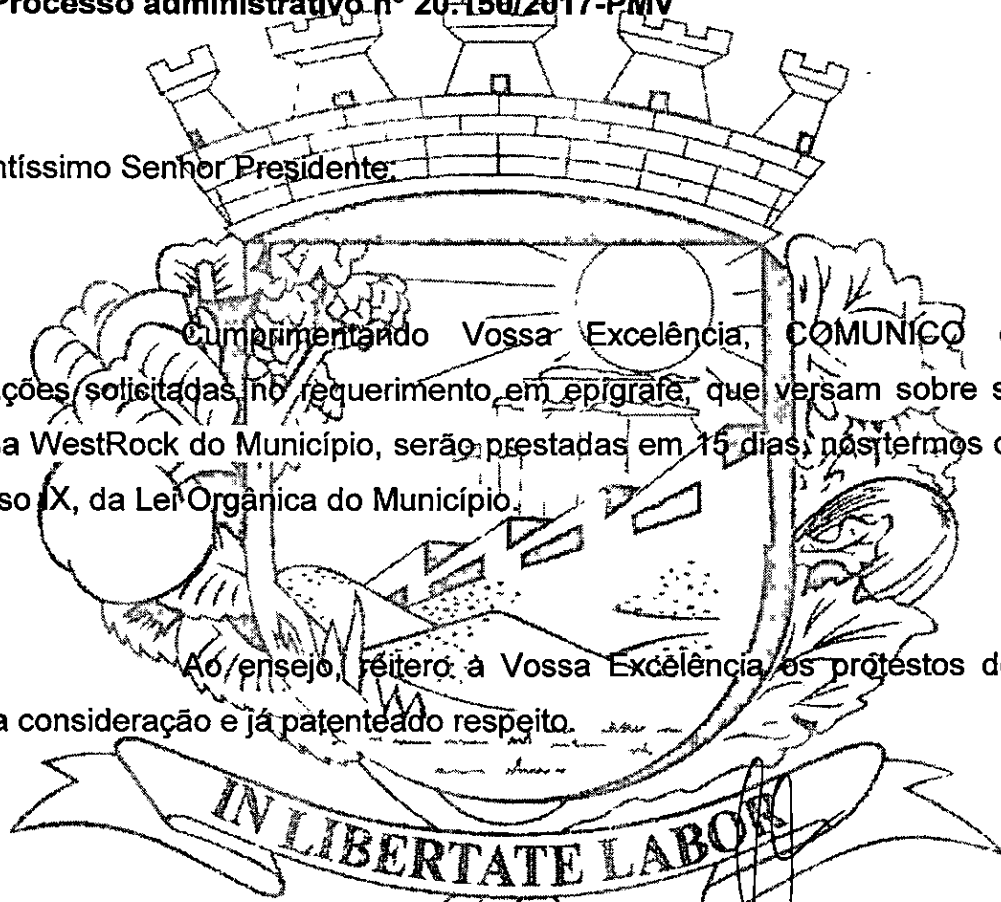 Processo administrativo nº 20.150/2017-PMV
ntíssimo Senhor Presidente;
Cumprimentando Vossa Excelência, COMUNICO
ções solicitadas no requerimento em epígrafe, que versam sobre s
sa WestRock do Município, serão prestadas em 15 dias, nos termos d
so IX, da Lei Orgânica do Município.
Ao ensejo, reitero à Vossa Excelência os protestos de
a consideração e já patenteado respeito.
IN LIBERTATE LABOR